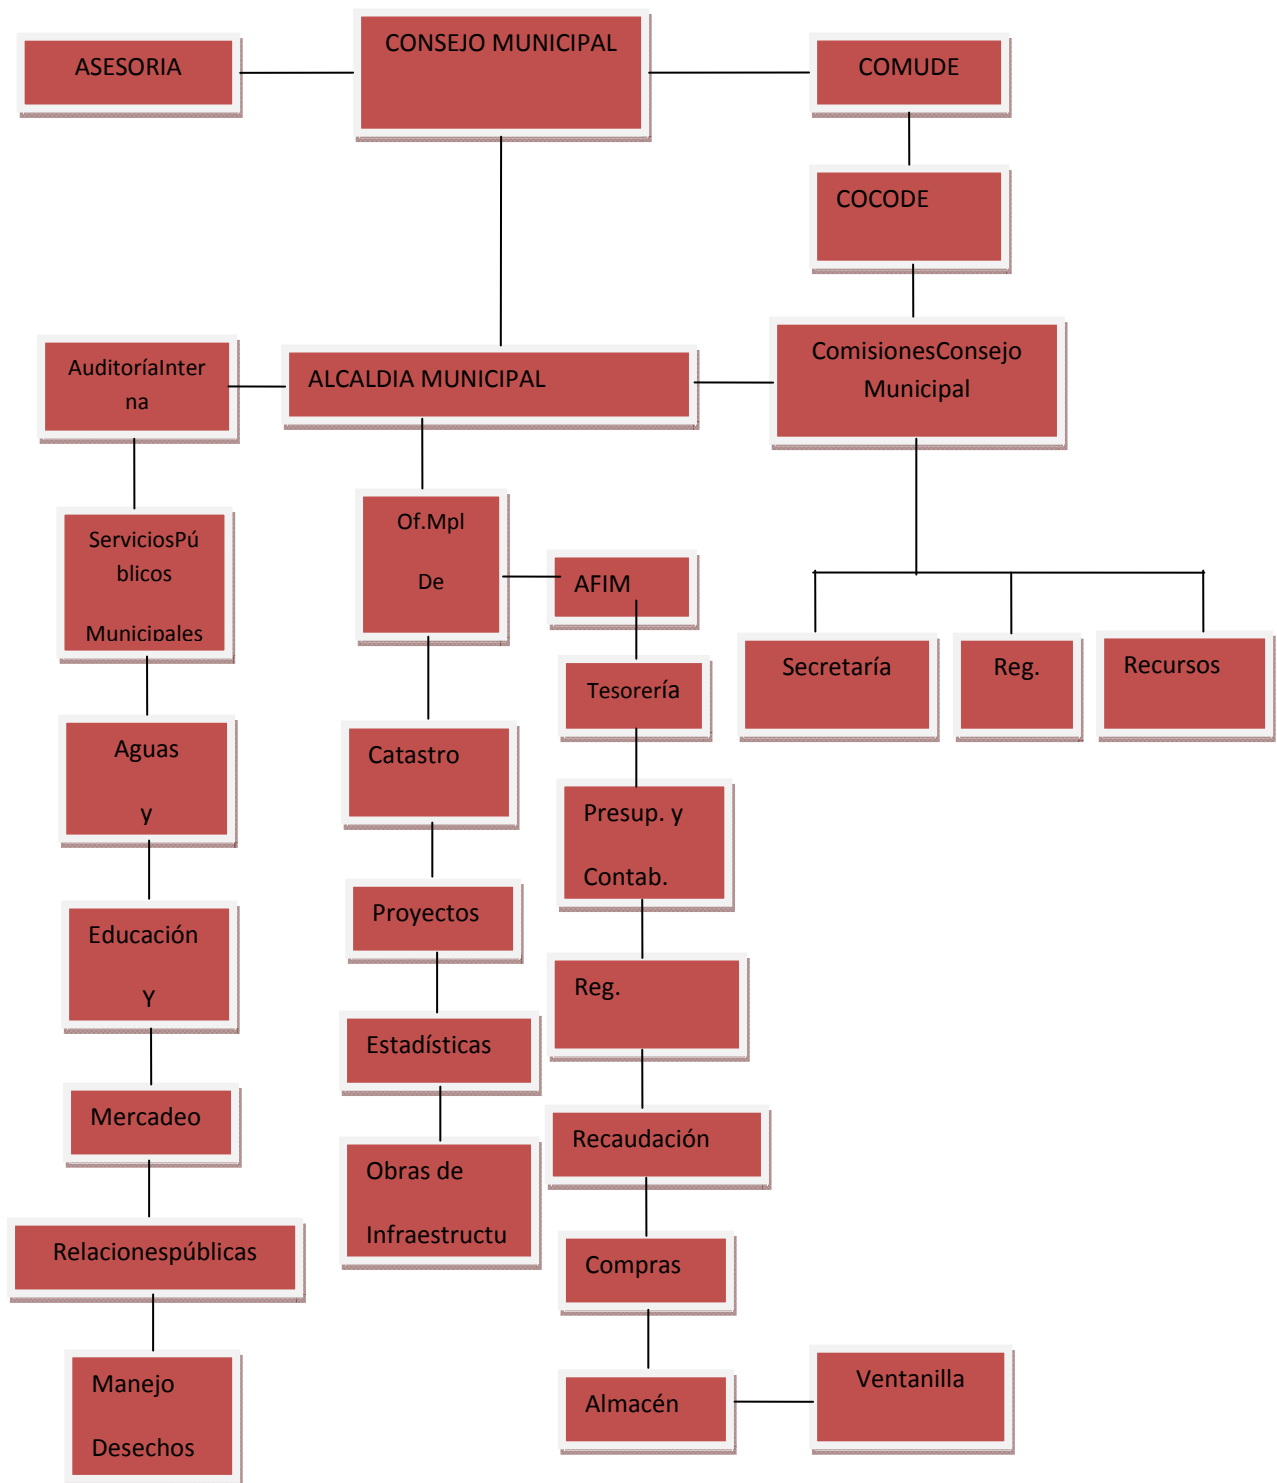 ASESORIA
CONSEJO MUNICIPAL
COMUDE
COCODE
AuditoríaInter
na
ALCALDIA MUNICIPAL
ComisionesConsejo
Municipal
ServiciosPú
blicos
Municipales
Of.Mpl
De
AFIM
Secretaría
Reg.
Recursos
Tesorería
Aguas
y
Catastro
Presup. y
Contab.
Educación
Y
Proyectos
Reg.
Estadísticas
Mercadeo
Recaudación
Obras de
Infraestructu
Relacionespúblicas
Compras
Manejo
Desechos
Almacén
Ventanilla